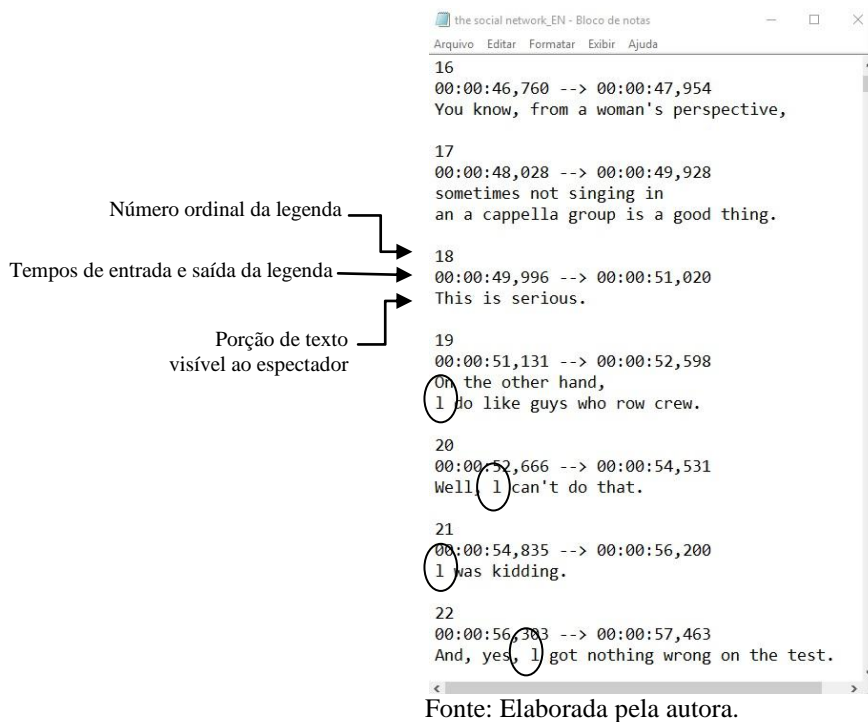 the social network_EN - Bloco de notas
Arquivo Editar Formatar Exibir Ajuda
16
00:00:46,760 --> 00:00:47,954
You know, from a woman's perspective,
17
00:00:48,028 --> 00:00:49,928
sometimes not singing in
an a cappella group is a good thing.
Número ordinal da legenda
18
Tempos de entrada e saída da legenda
00:00:49,996 --> 00:00:51,020
This is serious.
Porção de texto
visível ao espectador
19
00:00:51,131 --> 00:00:52,598
On the other hand,
l do like guys who row crew.
20
00:00:52,666 --> 00:00:54,531
Well, l can't do that.
21
00:00:54,835 --> 00:00:56,200
l was kidding.
22
00:00:56,303 --> 00:00:57,463
And, yes, l got nothing wrong on the test.
Fonte: Elaborada pela autora.